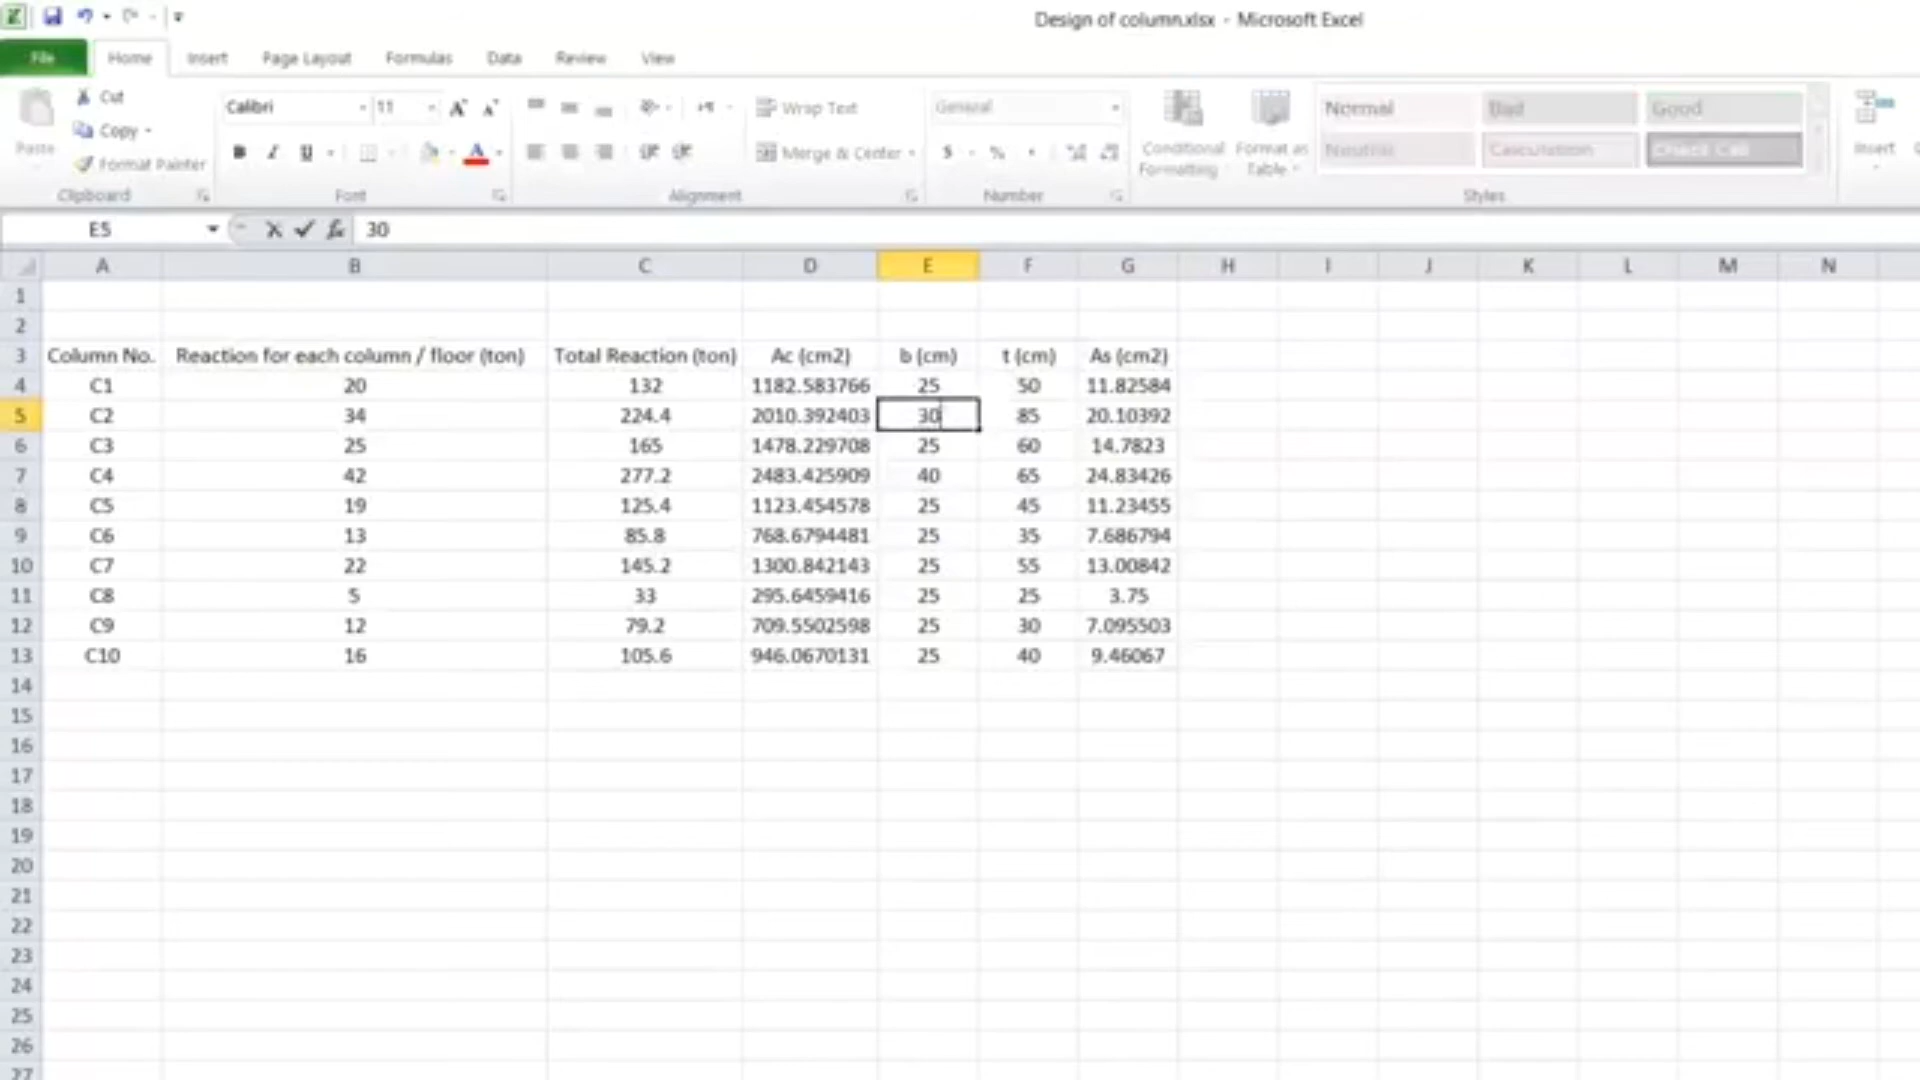 Design of column.xlsx - Microsoft Excel
File Home Insert Page Layout Formulas Data Review View
Cut
Calibri 11 Wrap Text General Normal Bad Good
Copy
Paste
B I U Merge & Center $ % Conditional Formatting Format as Table Neutral Calculation Check Cell Insert
Format Painter
Clipboard Font Alignment Number Styles
E5 fx 30
A B C D E F G H I J K L M N
1
2
3 Column No. Reaction for each column / floor (ton) Total Reaction (ton) Ac (cm2) b (cm) t (cm) As (cm2)
4 C1 20 132 1182.583766 25 50 11.82584
5 C2 34 224.4 2010.392403 30 85 20.10392
6 C3 25 165 1478.229708 25 60 14.7823
7 C4 42 277.2 2483.425909 40 65 24.83426
8 C5 19 125.4 1123.454578 25 45 11.23455
9 C6 13 85.8 768.6794481 25 35 7.686794
10 C7 22 145.2 1300.842143 25 55 13.00842
11 C8 5 33 295.6459416 25 25 3.75
12 C9 12 79.2 709.5502598 25 30 7.095503
13 C10 16 105.6 946.0670131 25 40 9.46067
14
15
16
17
18
19
20
21
22
23
24
25
26
27